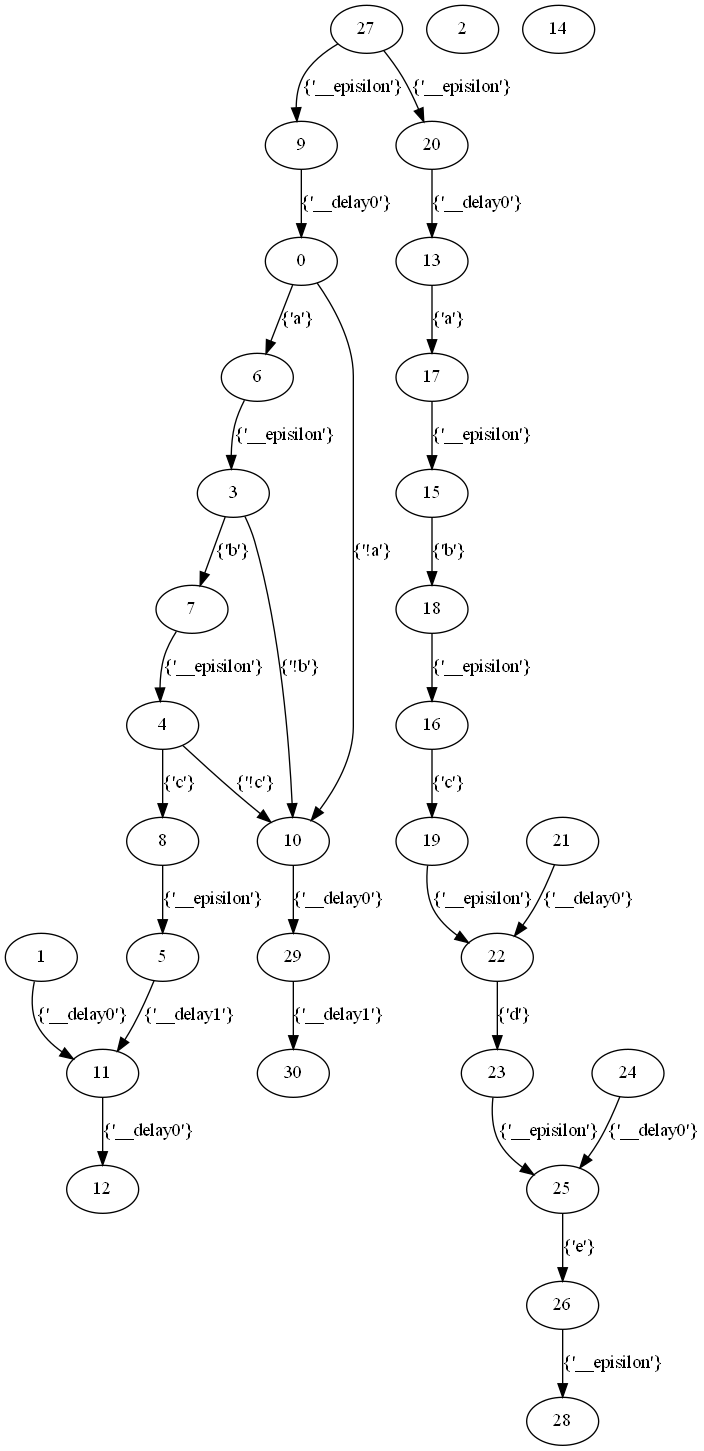 27 2 14
{'__episilon'} {'__episilon'}
9 20
{'__delay0'} {'__delay0'}
0 13
{'a'} {'a'}
6 17
{'__episilon'} {'__episilon'}
3 15
{'b'} {'!a'} {'b'}
7 18
{'__episilon'} {'!b'} {'__episilon'}
4 16
{'c'} {'!c'} {'c'}
8 10 19 21
{'__episilon'} {'__delay0'} {'__episilon'} {'__delay0'}
1 5 29 22
{'__delay0'} {'__delay1'} {'__delay1'} {'d'}
11 30 23 24
{'__delay0'} {'__episilon'} {'__delay0'}
12 25
{'e'}
26
{'__episilon'}
28